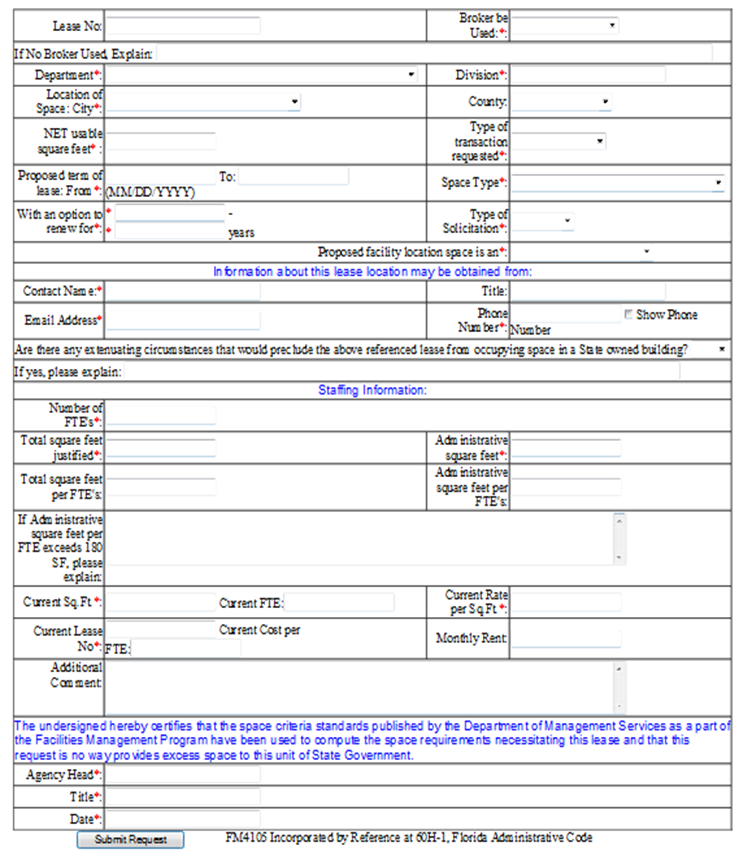 Lease No: Broker be
Used:*:
If No Broker Used, Explain:
Department*: Division*:
Location of
Space: City*: County:
NET usable
square feet* : Type of
transaction
requested*:
Proposed term of
lease: From *: To:
(MM/DD/YYYY) Space Type*:
With an option to
renew for*: * -
* years Type of
Solicitation*:
Proposed facility location space is an*:
Information about this lease location may be obtained from:
Contact Name:* Title:
Email Address* Phone
Number*: Show Phone
Number
Are there any extenuating circumstances that would preclude the above referenced lease from occupying space in a State owned building?
If yes, please explain:
Staffing Information:
Number of
FTE's*:
Total square feet
justified*: Administrative
square feet*:
Total square feet
per FTE's: Administrative
square feet per
FTE's:
If Administrative
square feet per
FTE exceeds 180
SF, please
explain:
Current Sq.Ft *: Current FTE: Current Rate
per Sq.Ft *:
Current Lease
No*: Current Cost per
FTE: Monthly Rent:
Additional
Comment:
The undersigned hereby certifies that the space criteria standards published by the Department of Management Services as a part of
the Facilities Management Program have been used to compute the space requirements necessitating this lease and that this
request is no way provides excess space to this unit of State Government.
Agency Head*:
Title*:
Date*:
Submit Request FM4105 Incorporated by Reference at 60H-1, Florida Administrative Code